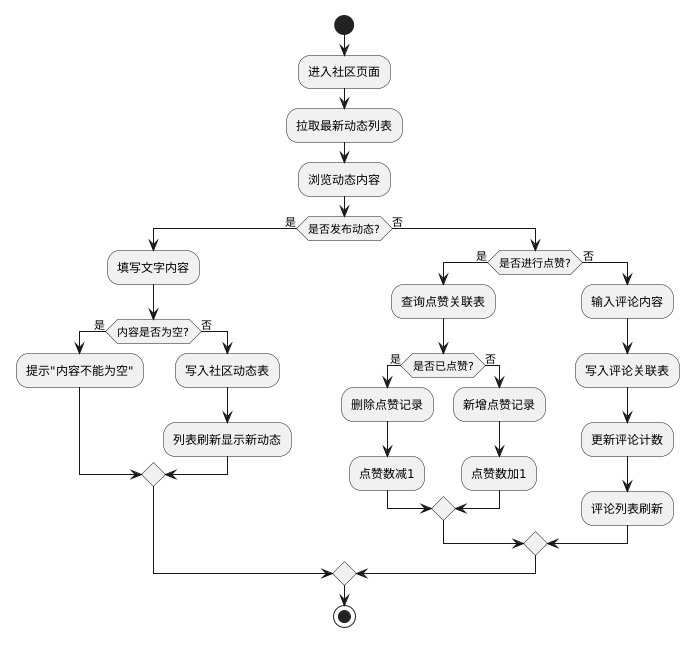 进入社区页面
拉取最新动态列表
浏览动态内容
是
是否发布动态?
否
填写文字内容
是
内容是否为空?
否
提示"内容不能为空"
写入社区动态表
列表刷新显示新动态
是
是否进行点赞?
否
查询点赞关联表
是
是否已点赞?
否
删除点赞记录
点赞数减1
新增点赞记录
点赞数加1
输入评论内容
写入评论关联表
更新评论计数
评论列表刷新